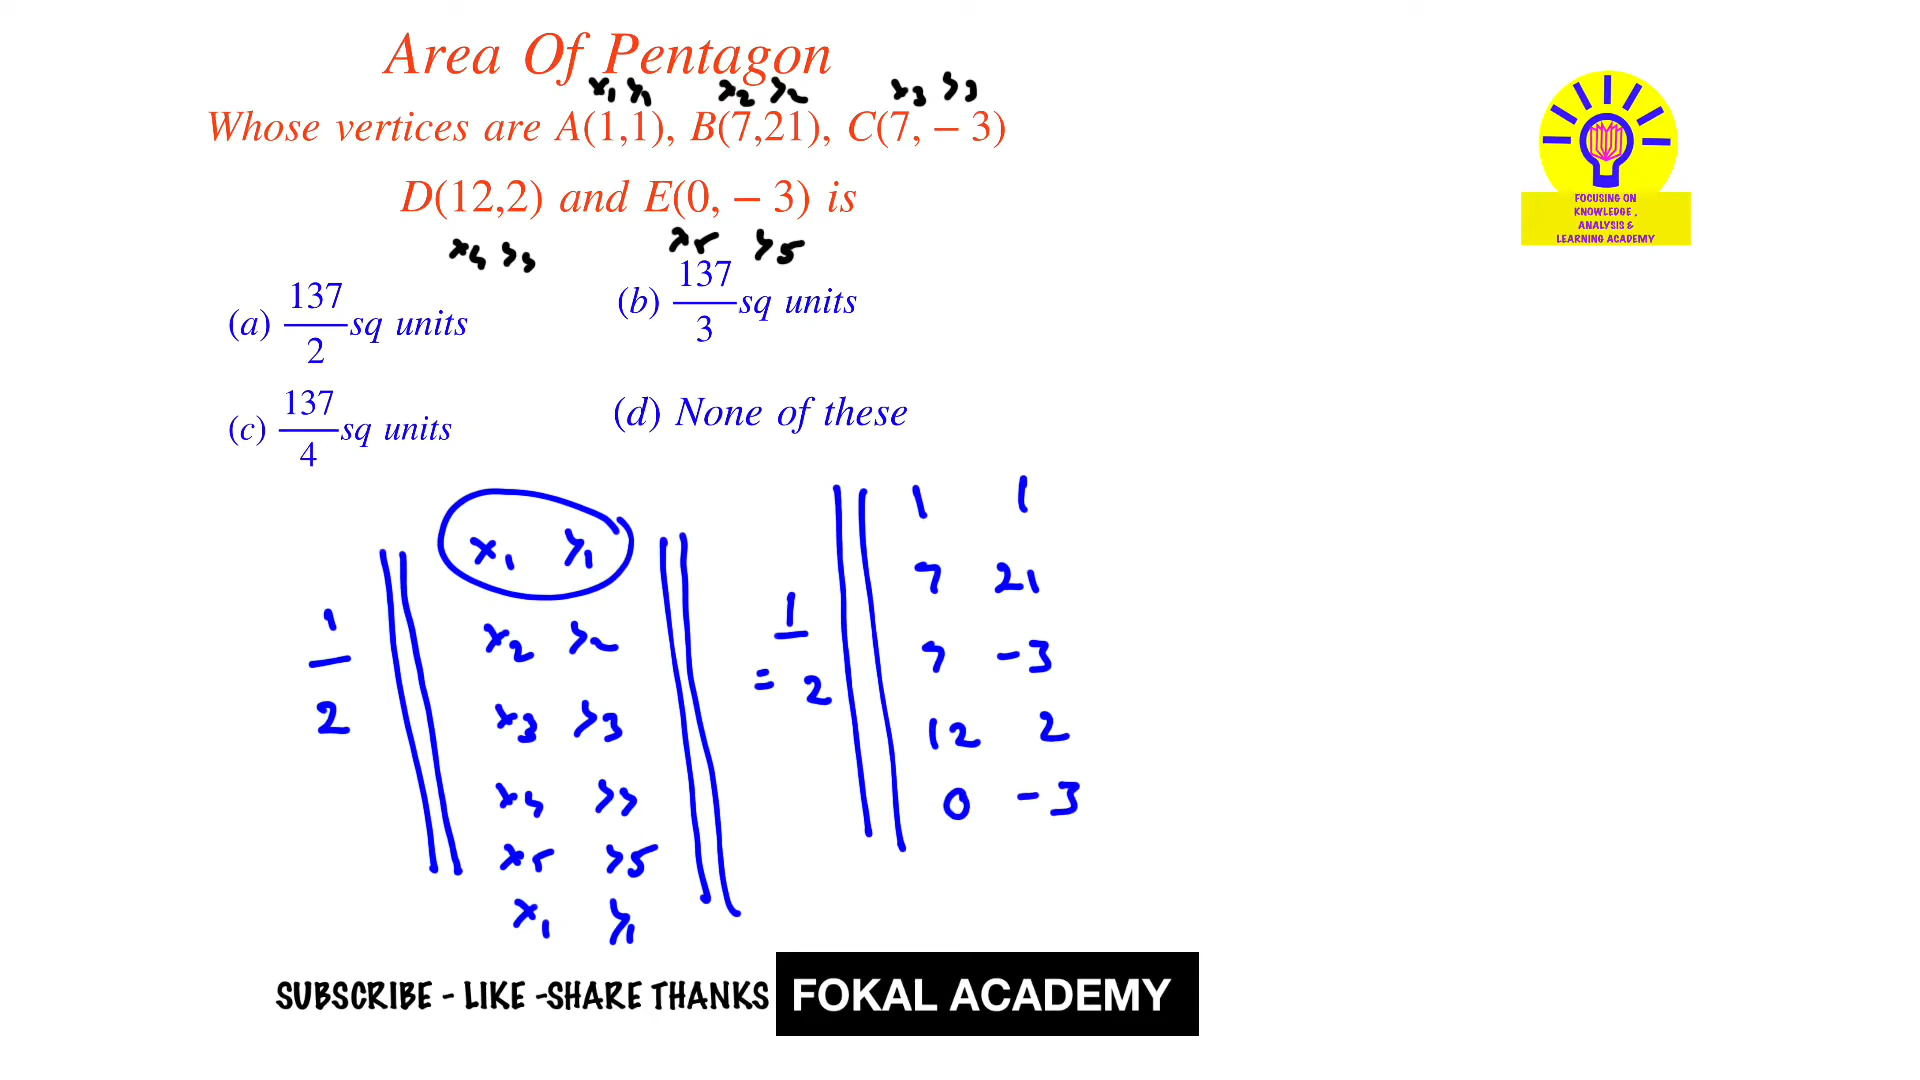 Area Of Pentagon
x₁ y₁ x₂ y₂ x₃ y₃
Whose vertices are A(1,1), B(7,21), C(7, − 3)
D(12,2) and E(0, − 3) is
x₄ y₄ x₅ y₅
(a) 137/2 sq units (b) 137/3 sq units
(c) 137/4 sq units (d) None of these
FOCUSING ON
KNOWLEDGE ,
ANALYSIS &
LEARNING ACADEMY
1/2 || x₁ y₁
x₂ y₂
x₃ y₃
x₄ y₄
x₅ y₅
x₁ y₁ ||
= 1/2 || 1 1
7 21
7 -3
12 2
0 -3
SUBSCRIBE - LIKE -SHARE THANKS
FOKAL ACADEMY